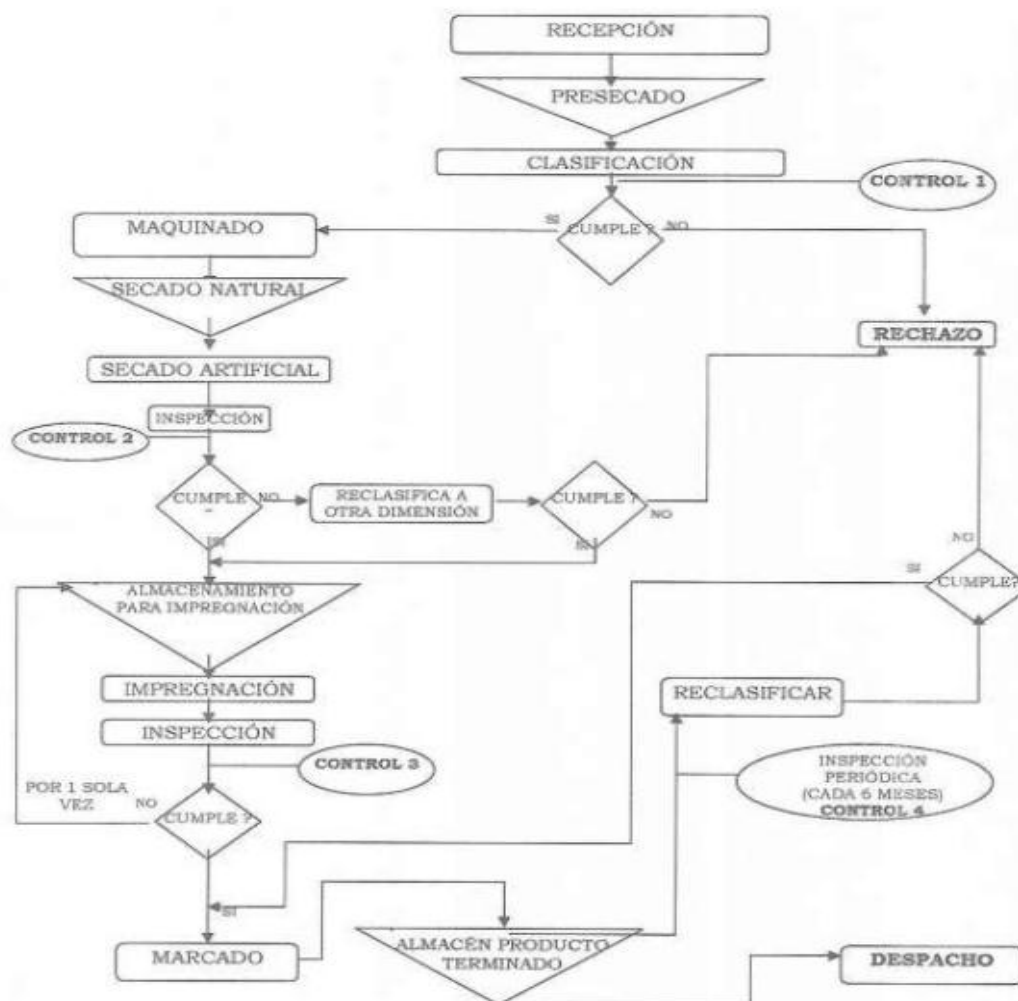 RECEPCIÓN
PRESECADO
CLASIFICACIÓN
CONTROL 1
SI
CUMPLE ?
NO
MAQUINADO
SECADO NATURAL
RECHAZO
SECADO ARTIFICIAL
INSPECCIÓN
CONTROL 2
CUMPLE
NO
RECLASIFICA A
OTRA DIMENSIÓN
CUMPLE ?
NO
SI
SI
NO
SI
CUMPLE?
ALMACENAMIENTO
PARA IMPREGNACIÓN
IMPREGNACIÓN
RECLASIFICAR
INSPECCIÓN
CONTROL 3
INSPECCIÓN
PERIÓDICA
(CADA 6 MESES)
CONTROL 4
POR 1 SOLA
VEZ
NO
CUMPLE ?
SI
MARCADO
ALMACÉN PRODUCTO
TERMINADO
DESPACHO